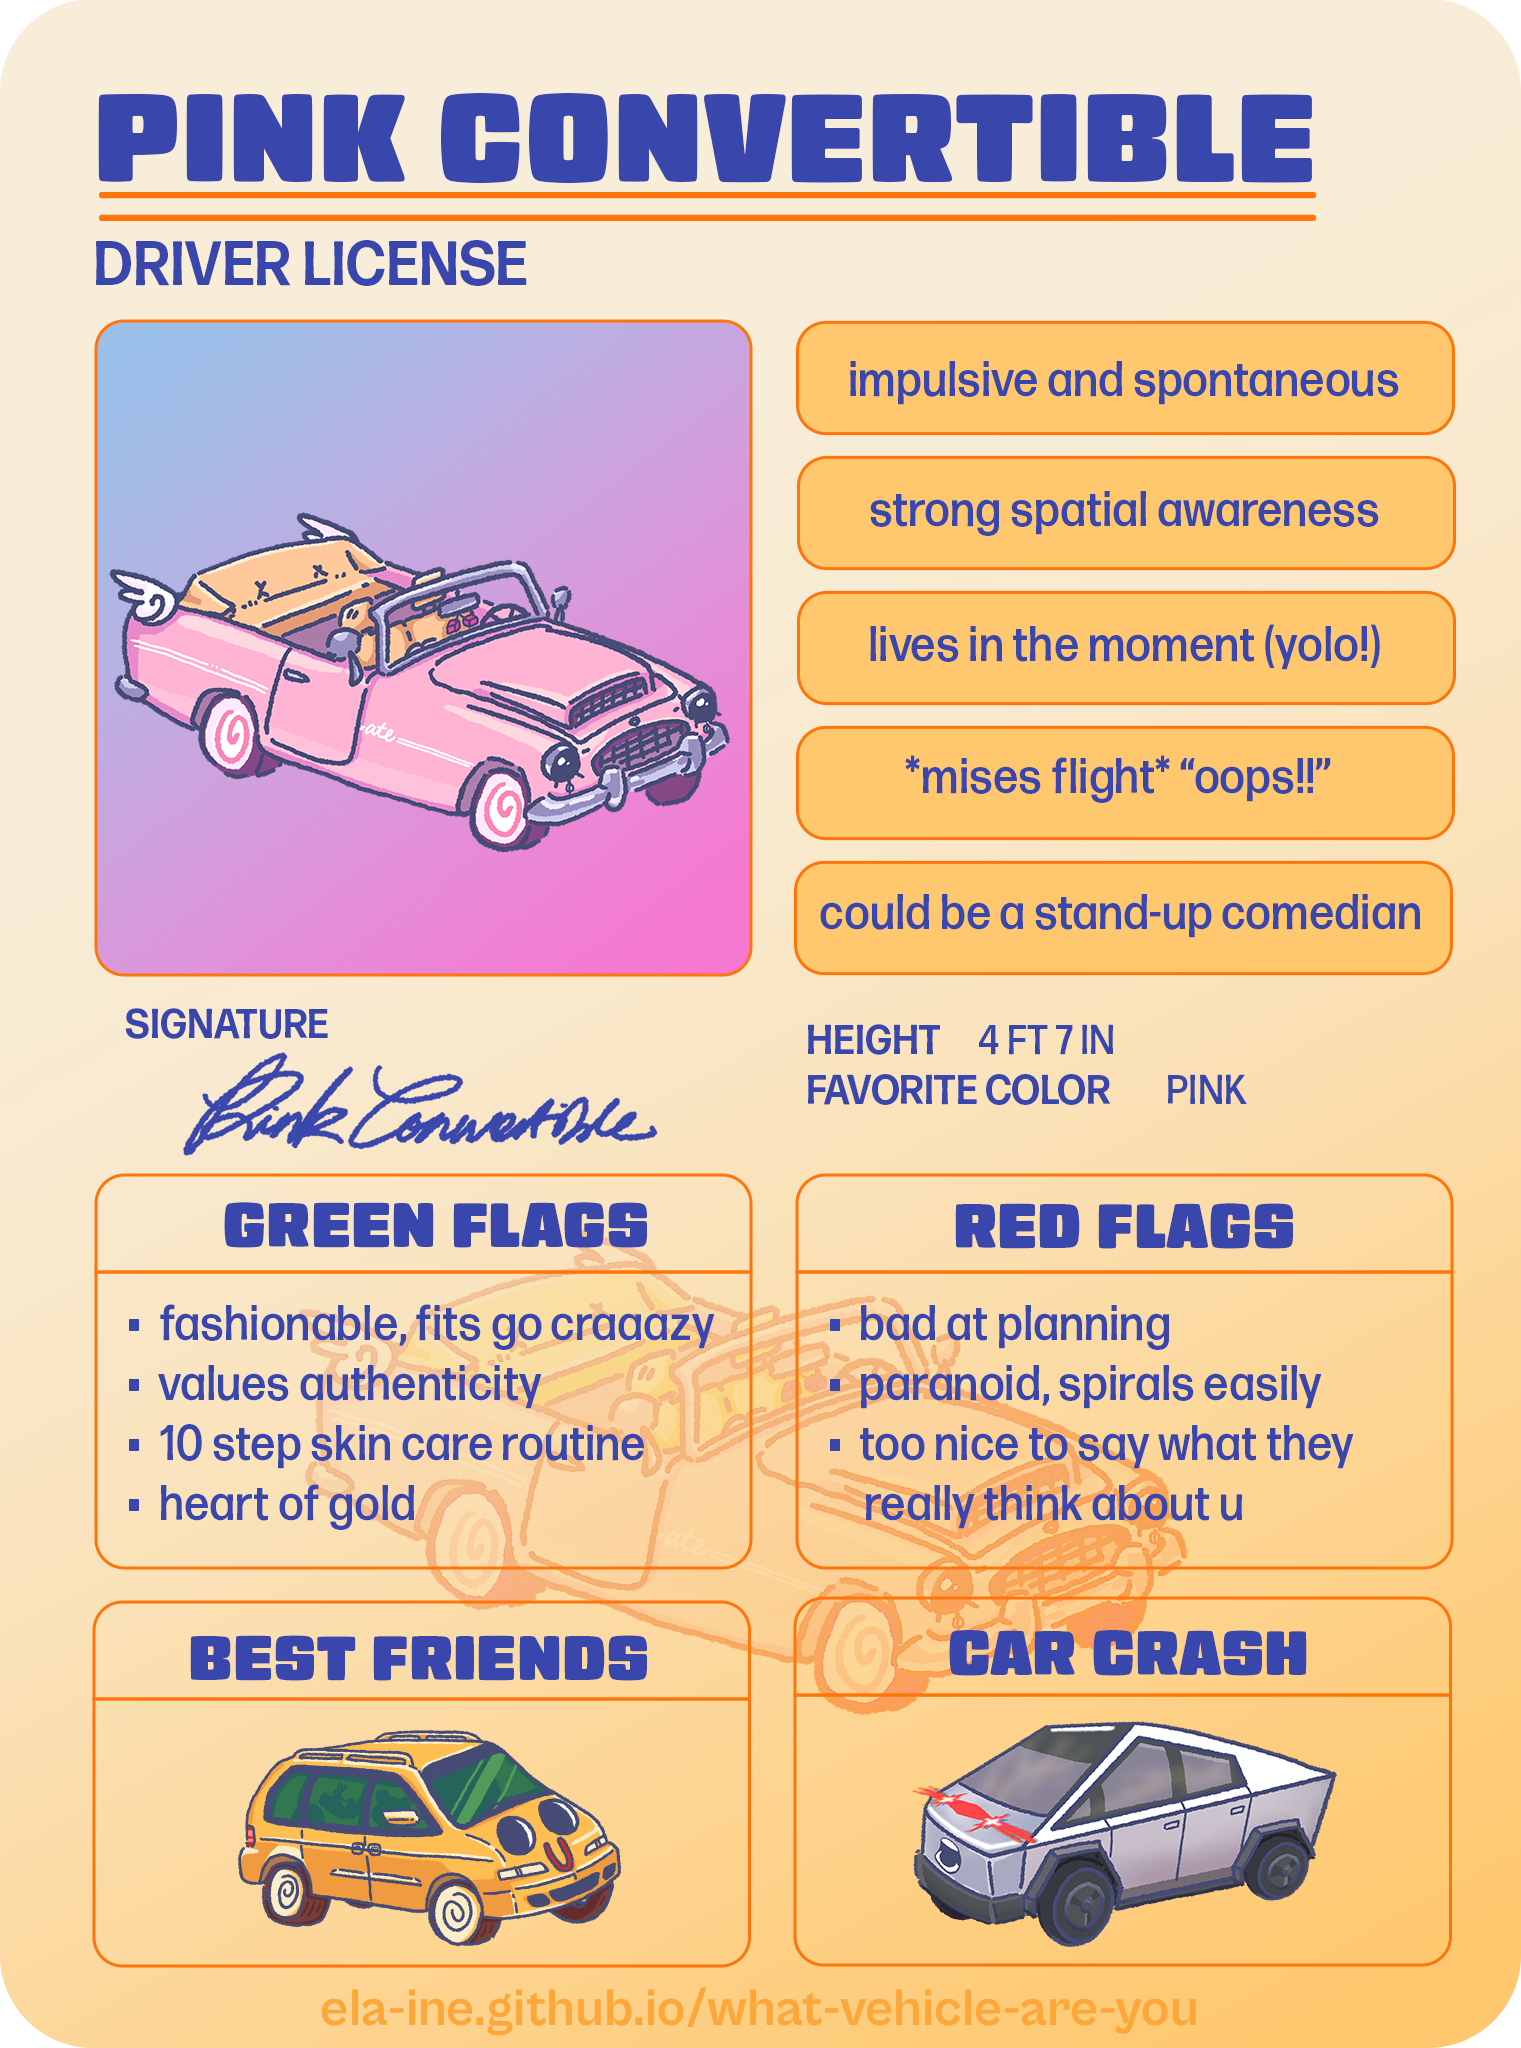 PINK CONVERTIBLE
DRIVER LICENSE
impulsive and spontaneous
strong spatial awareness
lives in the moment (yolo!)
*mises flight* “oops!!”
could be a stand-up comedian
ate
SIGNATURE
Pink Convertible
HEIGHT 4 FT 7 IN
FAVORITE COLOR PINK
GREEN FLAGS
▪ fashionable, fits go craaazy
▪ values authenticity
▪ 10 step skin care routine
▪ heart of gold
RED FLAGS
▪ bad at planning
▪ paranoid, spirals easily
▪ too nice to say what they
really think about u
ate
BEST FRIENDS
CAR CRASH
ela-ine.github.io/what-vehicle-are-you